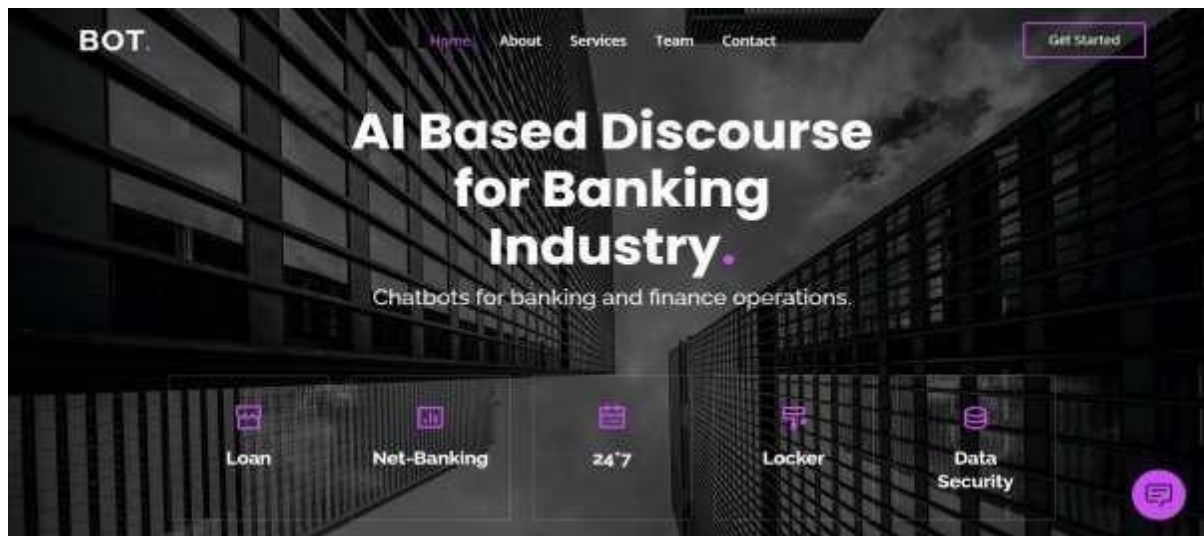 BOT.
Home About Services Team Contact
Get Started
AI Based Discourse
for Banking
Industry.
Chatbots for banking and finance operations.
Loan
Net-Banking
24*7
Locker
Data
Security